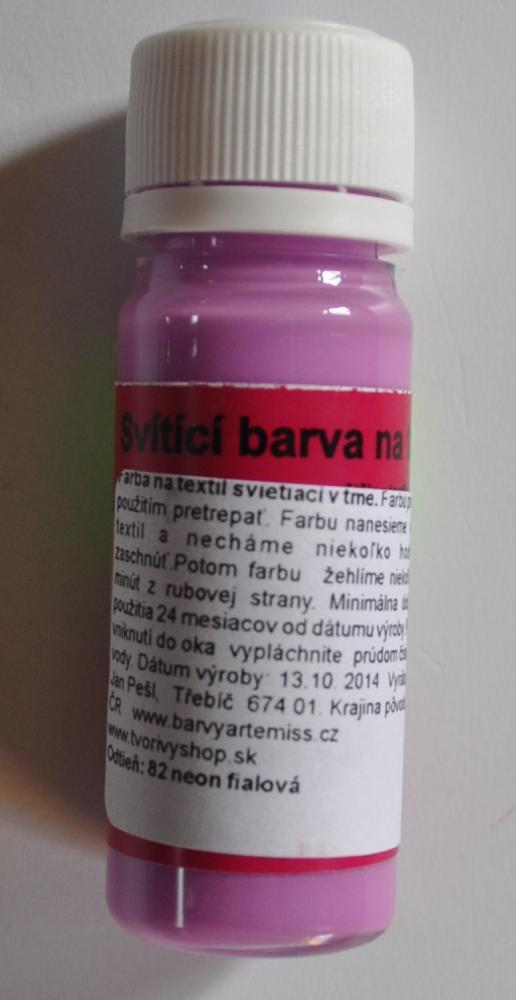 Svítící barva na
Farba na textil svietiaci v tme. Farbu
použitím pretrepať. Farbu nanesieme
textil a necháme niekoľko
zaschnúť.Potom farbu žehlíme
minút z rubovej strany. Minimálna
použitia 24 mesiacov od dátumu výroby.
vniknutí do oka vypláchnite prúdom
vody. Dátum výroby: 13.10. 2014
Jan Pešl, Třebíč 674 01. Krajina
ČR www.barvyartemiss.cz
www.tvorivyshop.sk
Odtieň: 82 neon fialová